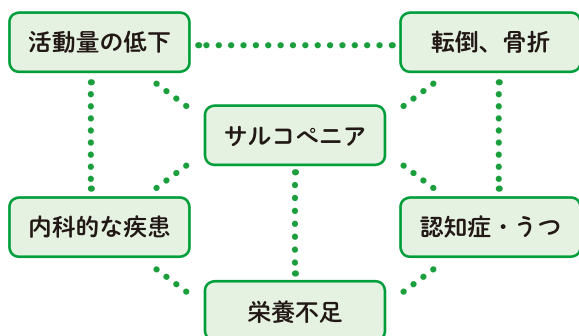 活動量の低下
転倒、骨折
サルコペニア
内科的な疾患
認知症・うつ
栄養不足